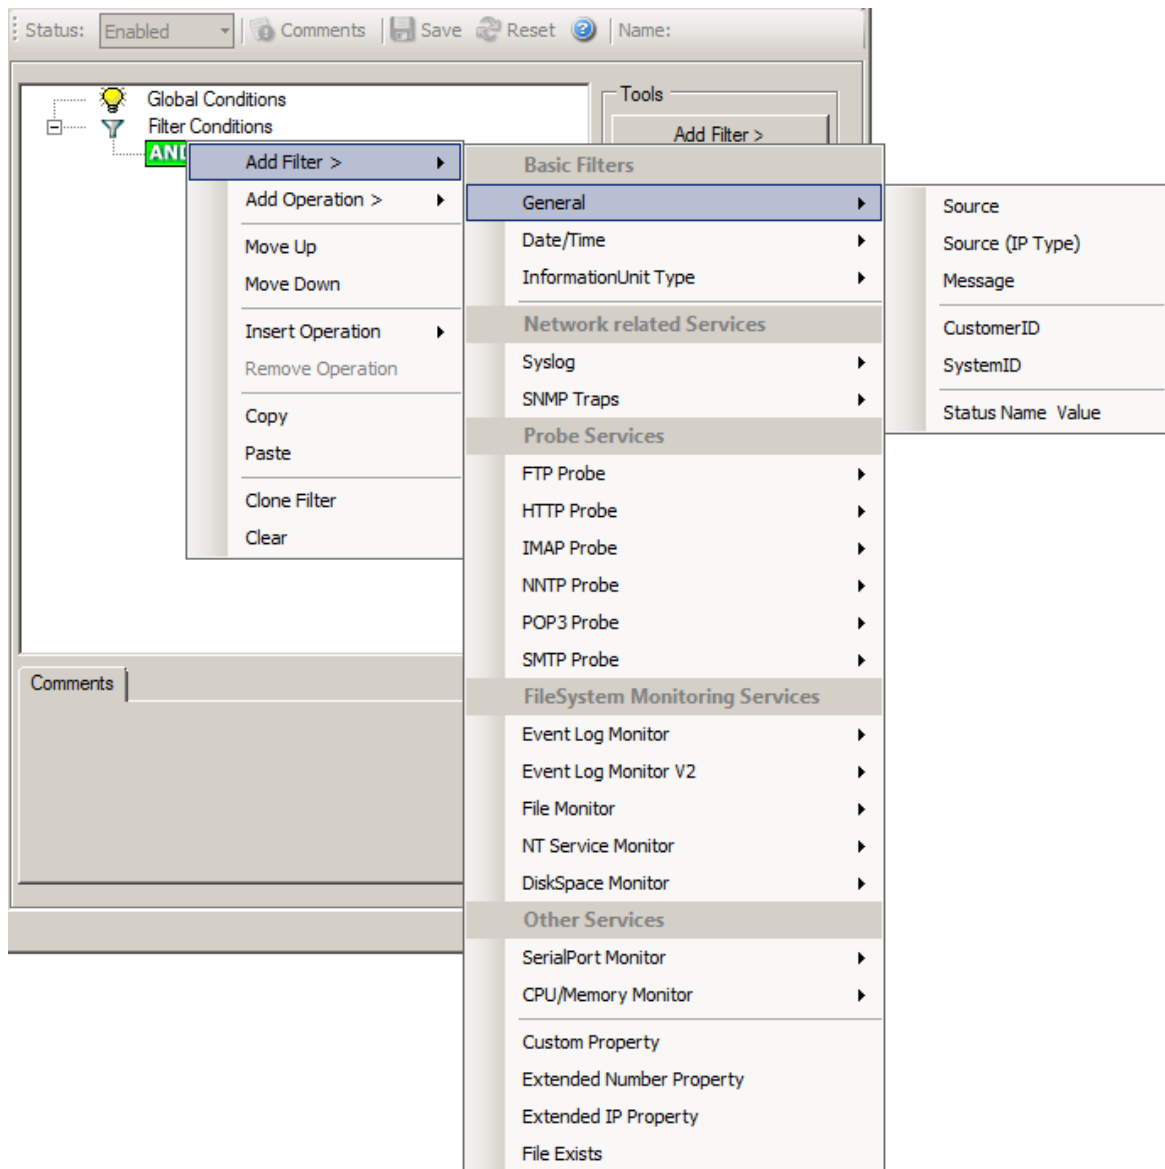 Status: Enabled Comments Save Reset Name:
Global Conditions
Filter Conditions
AND
Tools
Add Filter >
Add Filter >
Add Operation >
Move Up
Move Down
Insert Operation
Remove Operation
Copy
Paste
Clone Filter
Clear
Basic Filters
General
Date/Time
InformationUnit Type
Network related Services
Syslog
SNMP Traps
Probe Services
FTP Probe
HTTP Probe
IMAP Probe
NNTP Probe
POP3 Probe
SMTP Probe
FileSystem Monitoring Services
Event Log Monitor
Event Log Monitor V2
File Monitor
NT Service Monitor
DiskSpace Monitor
Other Services
SerialPort Monitor
CPU/Memory Monitor
Custom Property
Extended Number Property
Extended IP Property
File Exists
Source
Source (IP Type)
Message
CustomerID
SystemID
Status Name Value
Comments